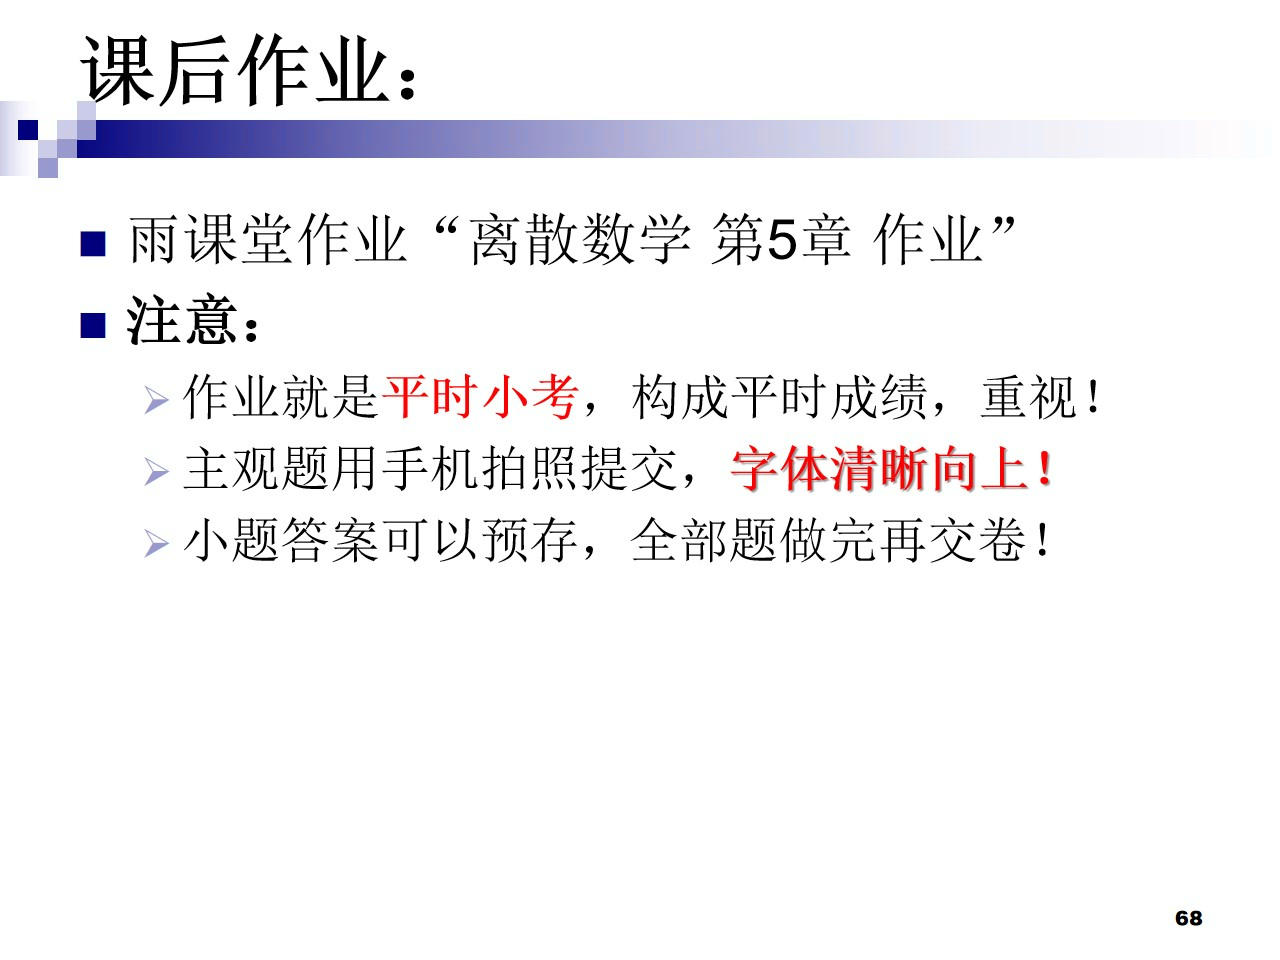 课后作业：
雨课堂作业“离散数学 第5章 作业”
注意：
作业就是平时小考，构成平时成绩，重视！
主观题用手机拍照提交，字体清晰向上！
小题答案可以预存，全部题做完再交卷！
68